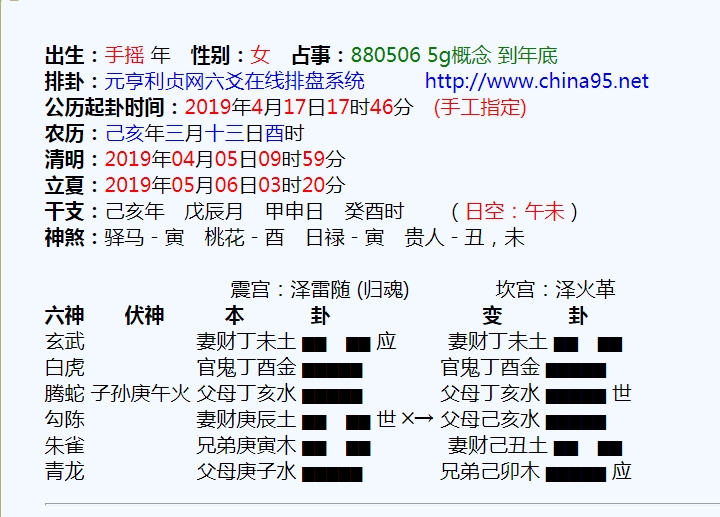 出生：手摇 年 性别：女 占事：880506 5g概念 到年底
排卦：元亨利贞网六爻在线排盘系统 http://www.china95.net
公历起卦时间：2019年4月17日17时46分 (手工指定)
农历：己亥年三月十三日酉时
清明：2019年04月05日09时59分
立夏：2019年05月06日03时20分
干支：己亥年 戊辰月 甲申日 癸酉时 （日空：午未）
神煞：驿马－寅 桃花－酉 日禄－寅 贵人－丑，未
震宫：泽雷随 (归魂) 坎宫：泽火革
六神 伏神 本 卦 变 卦
玄武 妻财丁未土 应 妻财丁未土
白虎 官鬼丁酉金 官鬼丁酉金
腾蛇 子孙庚午火 父母丁亥水 父母丁亥水 世
勾陈 妻财庚辰土 世 ×→ 父母己亥水
朱雀 兄弟庚寅木 妻财己丑土
青龙 父母庚子水 兄弟己卯木 应